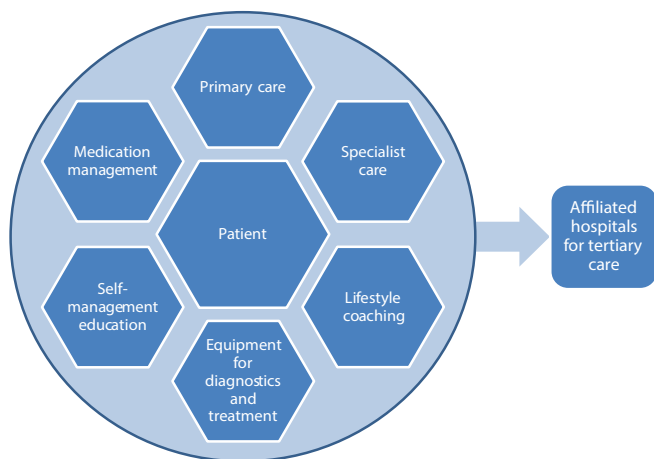 Primary care
Medication
management
Specialist
care
Patient
Affiliated
hospitals
for tertiary
care
Self-
management
education
Lifestyle
coaching
Equipment
for
diagnostics
and
treatment